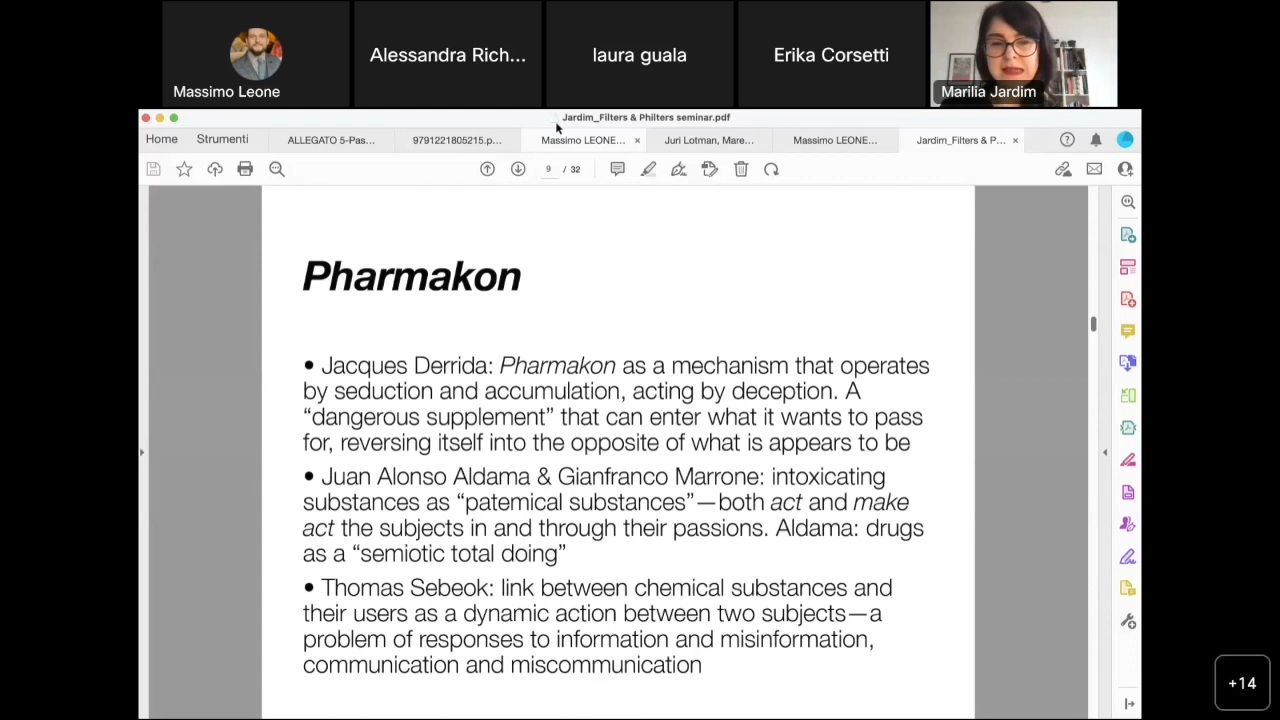 Alessandra Rich...
laura guala
Erika Corsetti
Massimo Leone
Marilia Jardim
Jardim_Filters & Philters seminar.pdf
Home
Strumenti
ALLEGATO 5-Pas...
9791221805215.p...
Massimo LEONE...
Juri Lotman, Mare...
Massimo LEONE...
Jardim_Filters & P...
9 / 32
Pharmakon
• Jacques Derrida: Pharmakon as a mechanism that operates
by seduction and accumulation, acting by deception. A
“dangerous supplement” that can enter what it wants to pass
for, reversing itself into the opposite of what is appears to be
• Juan Alonso Aldama & Gianfranco Marrone: intoxicating
substances as “patemical substances”—both act and make
act the subjects in and through their passions. Aldama: drugs
as a “semiotic total doing”
• Thomas Sebeok: link between chemical substances and
their users as a dynamic action between two subjects—a
problem of responses to information and misinformation,
communication and miscommunication
+14